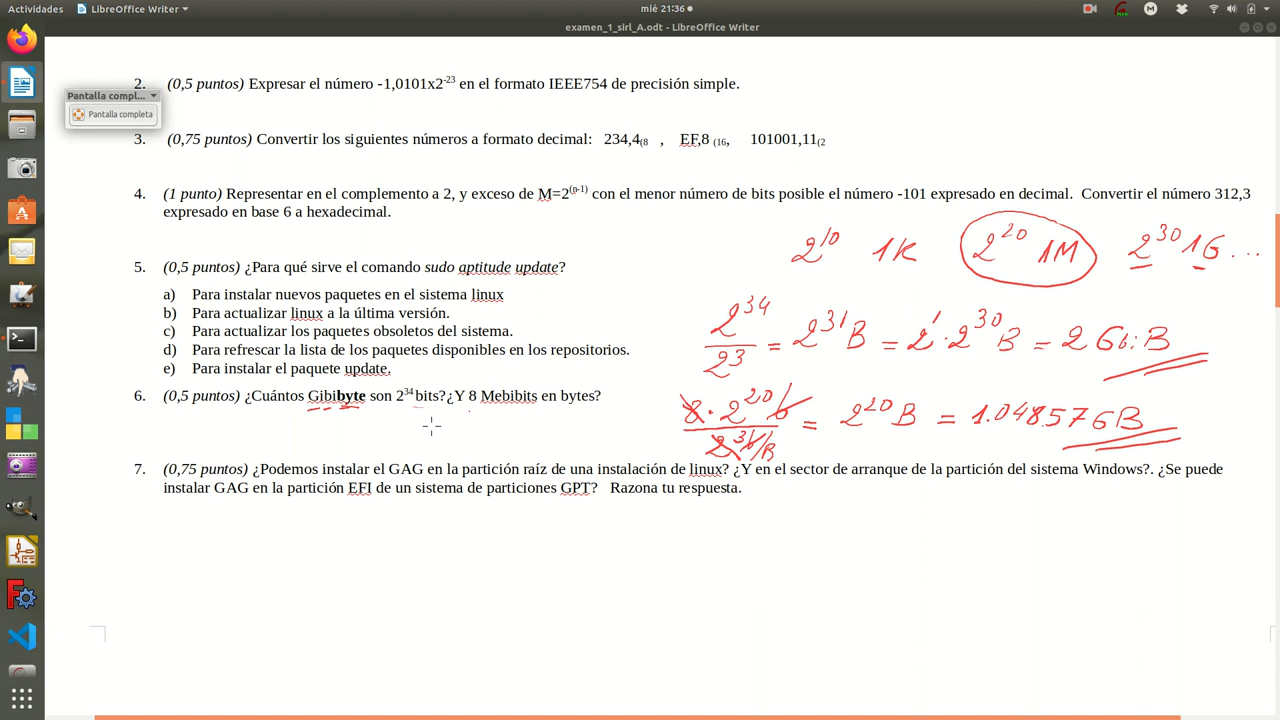 Actividades LibreOffice Writer mié 21:36
examen_1_sirl_A.odt - LibreOffice Writer
2. (0,5 puntos) Expresar el número -1,0101x2-23 en el formato IEEE754 de precisión simple.
Pantalla compl...
Pantalla completa
3. (0,75 puntos) Convertir los siguientes números a formato decimal: 234,4(8 , EF,8 (16, 101001,11(2
4. (1 punto) Representar en el complemento a 2, y exceso de M=2(n-1) con el menor número de bits posible el número -101 expresado en decimal. Convertir el número 312,3
expresado en base 6 a hexadecimal.
2^10 1K 2^20 1M 2^30 1G ...
5. (0,5 puntos) ¿Para qué sirve el comando sudo aptitude update?
a) Para instalar nuevos paquetes en el sistema linux
b) Para actualizar linux a la última versión.
c) Para actualizar los paquetes obsoletos del sistema.
d) Para refrescar la lista de los paquetes disponibles en los repositorios.
e) Para instalar el paquete update.
2^34 / 2^3 = 2^31 B = 2^1 · 2^30 B = 2 GiB
6. (0,5 puntos) ¿Cuántos Gibibyte son 2^34 bits?¿Y 8 Mebibits en bytes?
8 · 2^20 b / 2^3 b/B = 2^20 B = 1.048.576 B
7. (0,75 puntos) ¿Podemos instalar el GAG en la partición raíz de una instalación de linux? ¿Y en el sector de arranque de la partición del sistema Windows?. ¿Se puede
instalar GAG en la partición EFI de un sistema de particiones GPT? Razona tu respuesta.